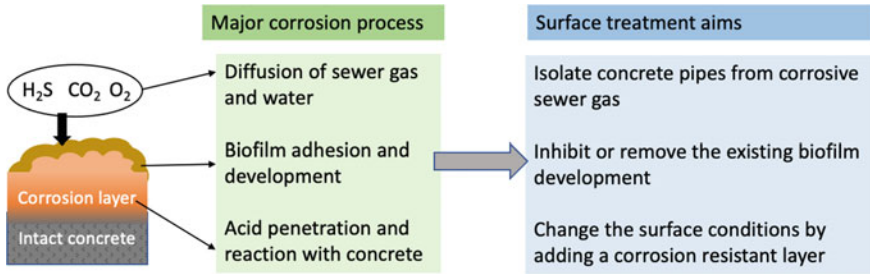 Major corrosion process
Surface treatment aims
H₂S CO₂ O₂
Corrosion layer
Intact concrete
Diffusion of sewer gas
and water
Biofilm adhesion and
development
Acid penetration and
reaction with concrete
Isolate concrete pipes from corrosive
sewer gas
Inhibit or remove the existing biofilm
development
Change the surface conditions by
adding a corrosion resistant layer